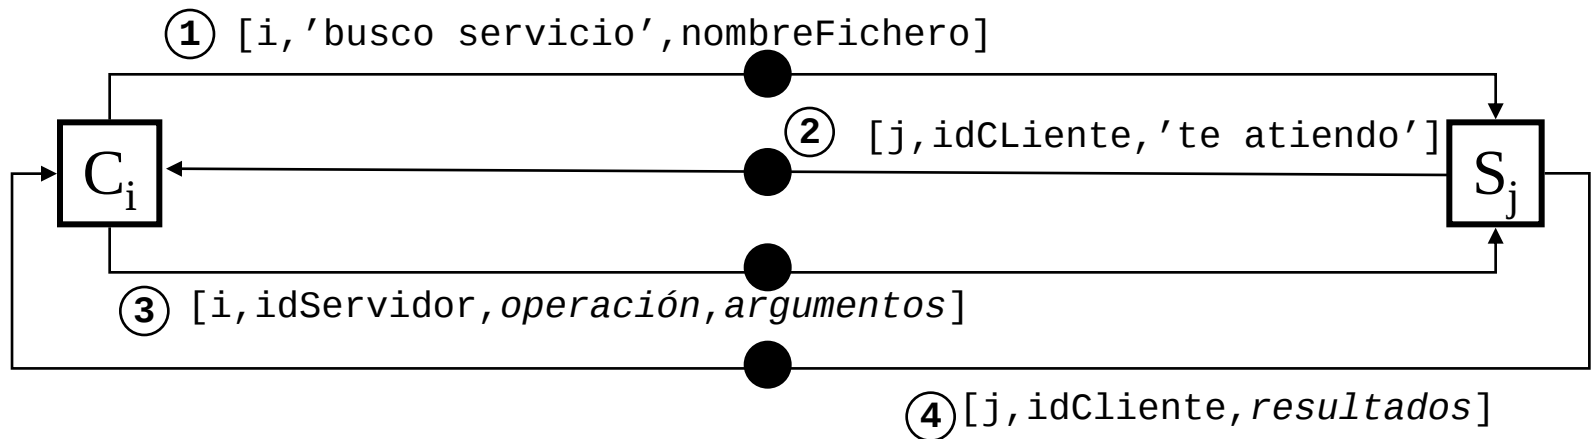 1 [i,’busco servicio’,nombreFichero]
2 [j,idCLiente,’te atiendo’]
Ci
Sj
3 [i,idServidor,operación,argumentos]
4 [j,idCliente,resultados]